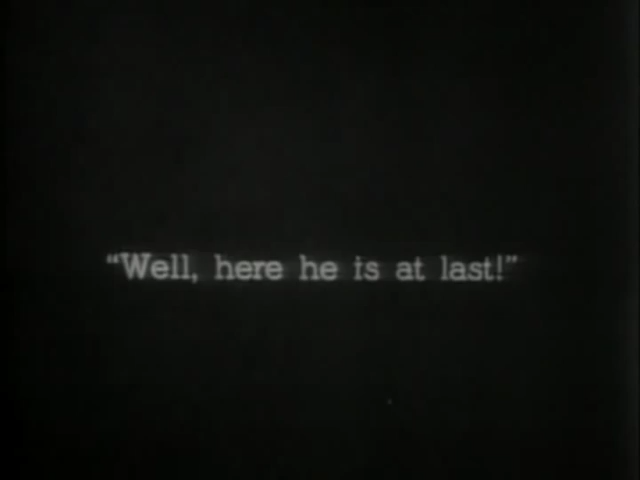 “Well, here he is at last!”